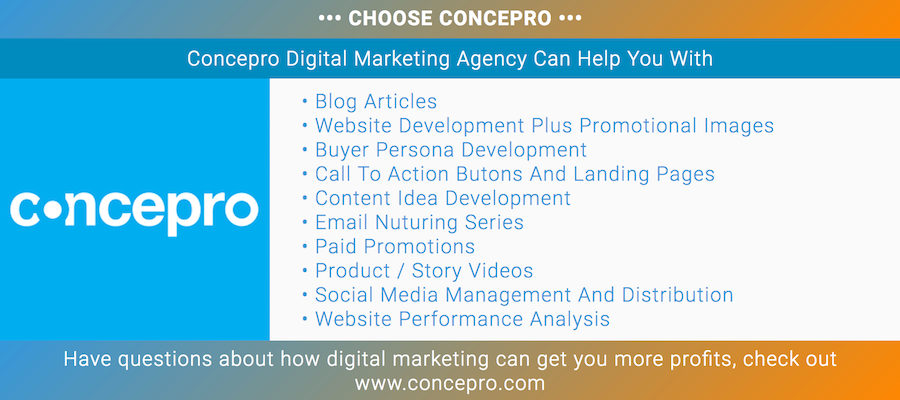 ••• CHOOSE CONCEPRO •••
Concepro Digital Marketing Agency Can Help You With
concepro
• Blog Articles
• Website Development Plus Promotional Images
• Buyer Persona Development
• Call To Action Butons And Landing Pages
• Content Idea Development
• Email Nuturing Series
• Paid Promotions
• Product / Story Videos
• Social Media Management And Distribution
• Website Performance Analysis
Have questions about how digital marketing can get you more profits, check out
www.concepro.com